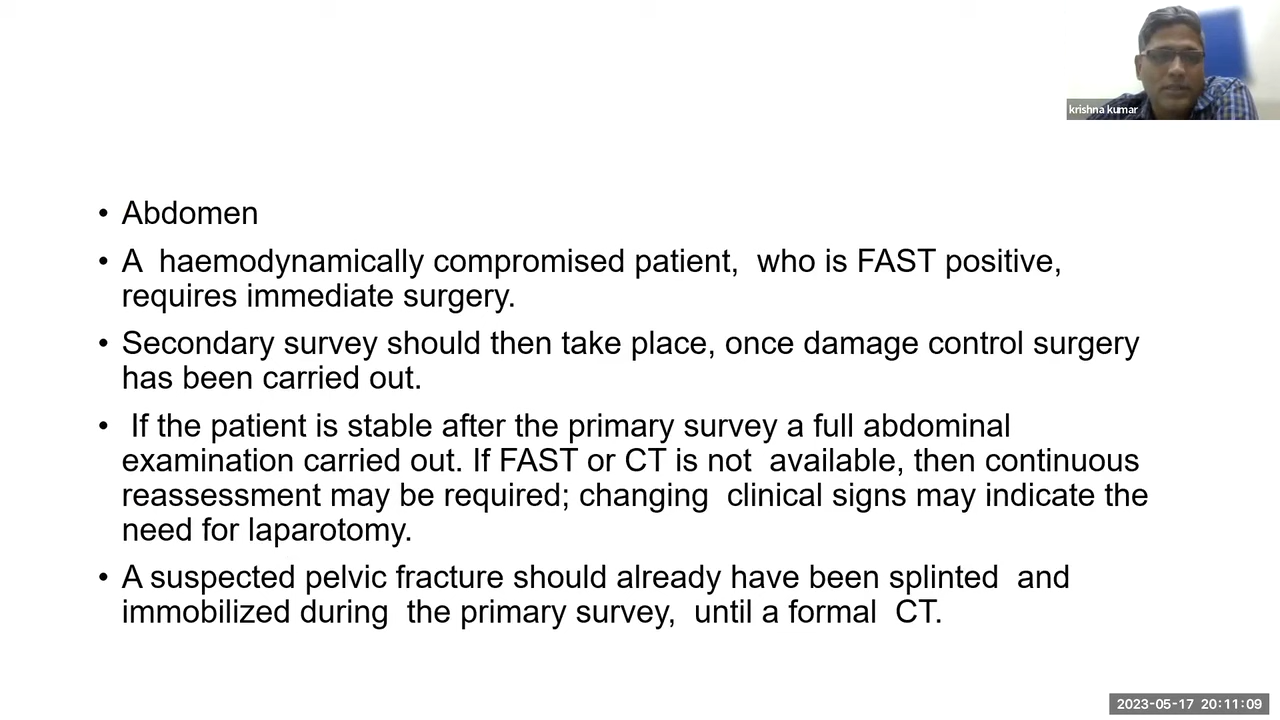 krishna kumar
• Abdomen
• A  haemodynamically compromised patient,  who is FAST positive,
requires immediate surgery.
• Secondary survey should then take place, once damage control surgery
has been carried out.
•  If the patient is stable after the primary survey a full abdominal
examination carried out. If FAST or CT is not  available, then continuous
reassessment may be required; changing  clinical signs may indicate the
need for laparotomy.
• A suspected pelvic fracture should already have been splinted  and
immobilized during  the primary survey,  until a formal  CT.
2023-05-17 20:11:09